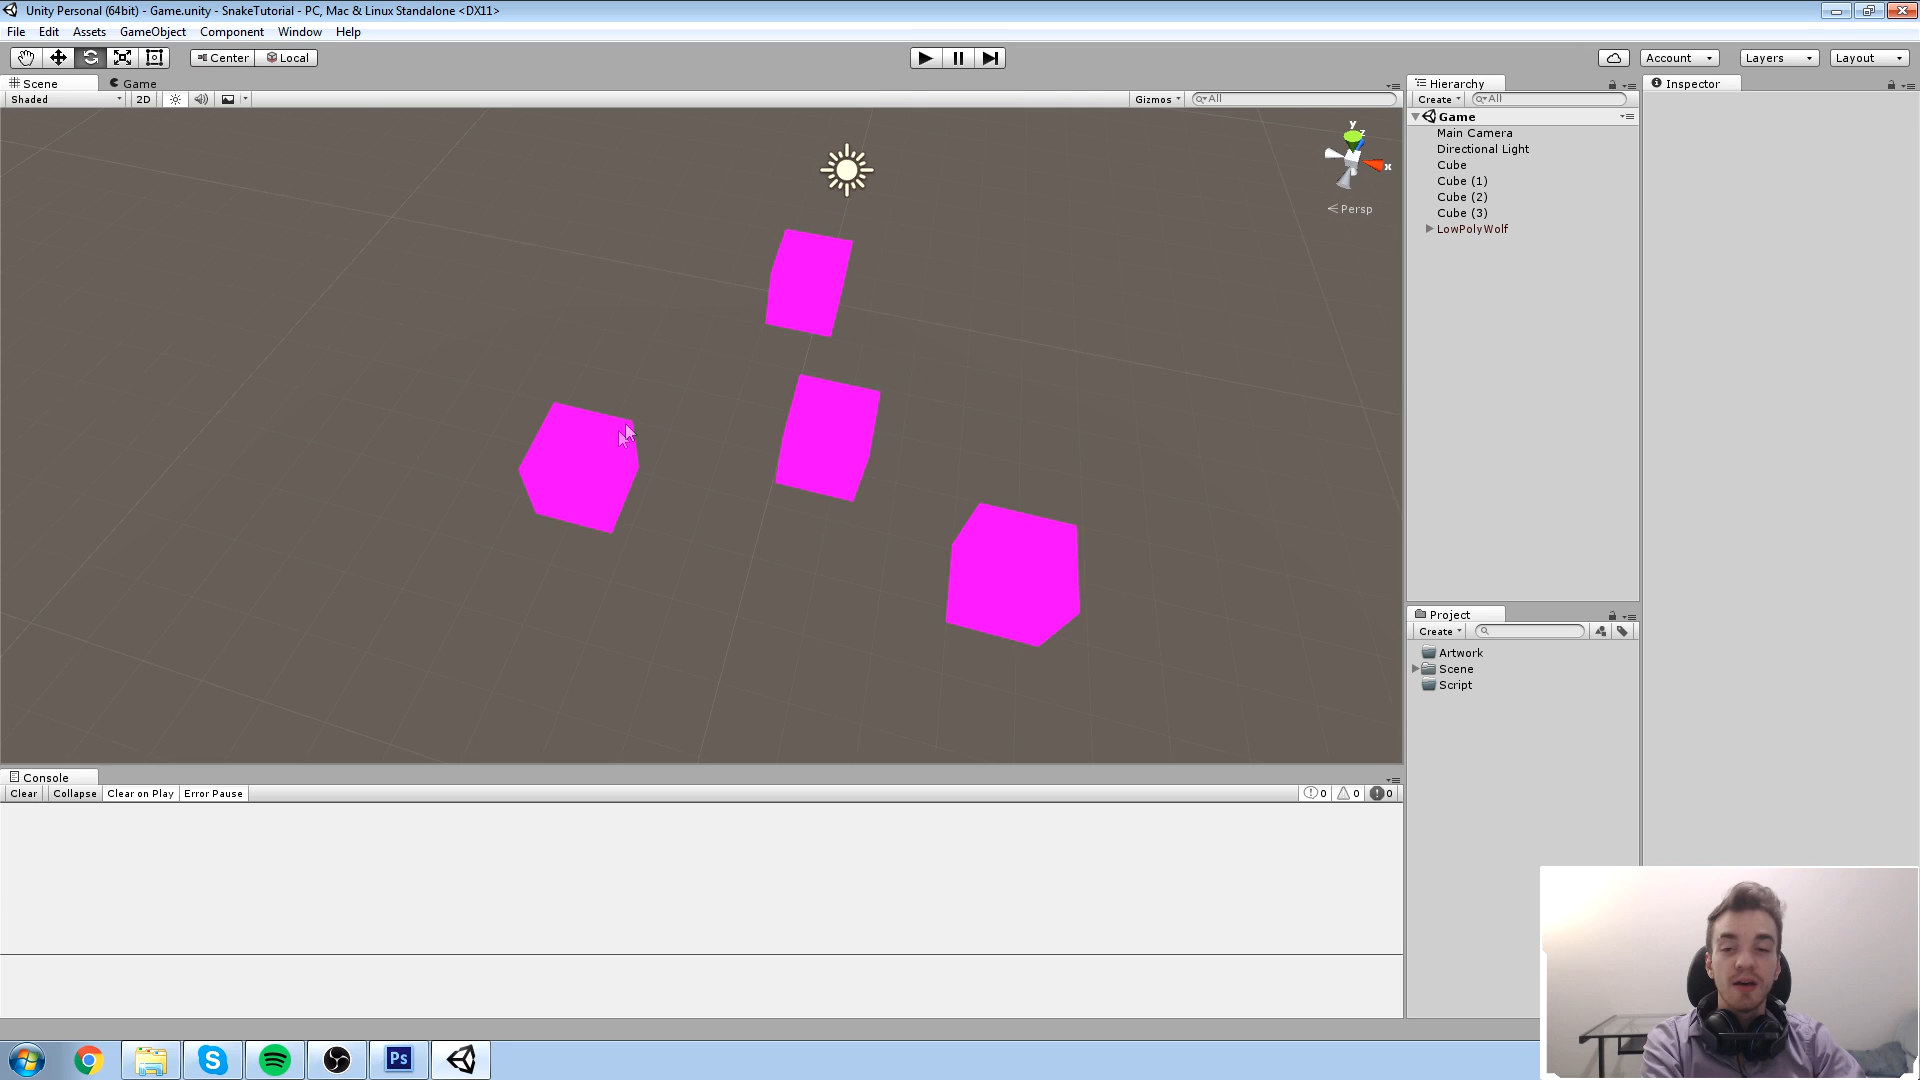 Unity Personal (64bit) - Game.unity - SnakeTutorial - PC, Mac & Linux Standalone <DX11>
File Edit Assets GameObject Component Window Help
Center Local Account Layers Layout
Scene Game Hierarchy Inspector
Shaded 2D Gizmos All Create All
Game
Main Camera
Directional Light
Cube
Cube (1)
Cube (2)
Cube (3)
LowPolyWolf
y
z
x
Persp
Project
Create
Artwork
Scene
Script
Console
Clear Collapse Clear on Play Error Pause 0 0 0
Ps